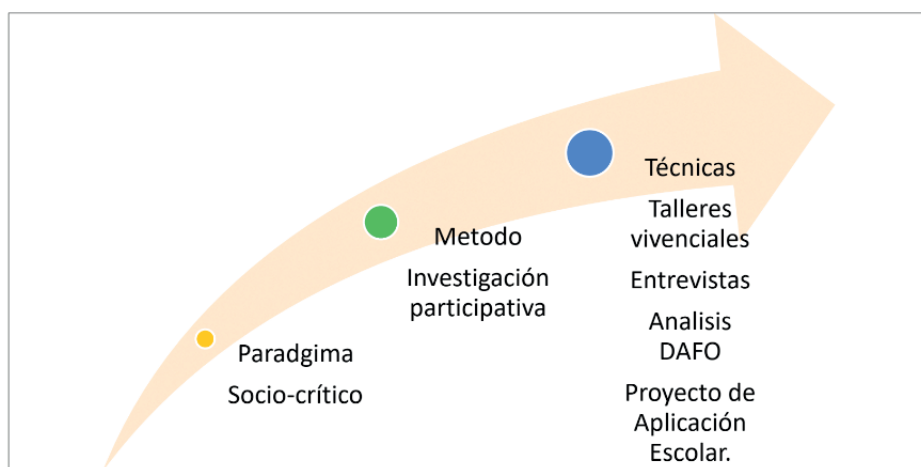 Paradgima
Socio-crítico
Metodo
Investigación
participativa
Técnicas
Talleres
vivenciales
Entrevistas
Analisis
DAFO
Proyecto de
Aplicación
Escolar.